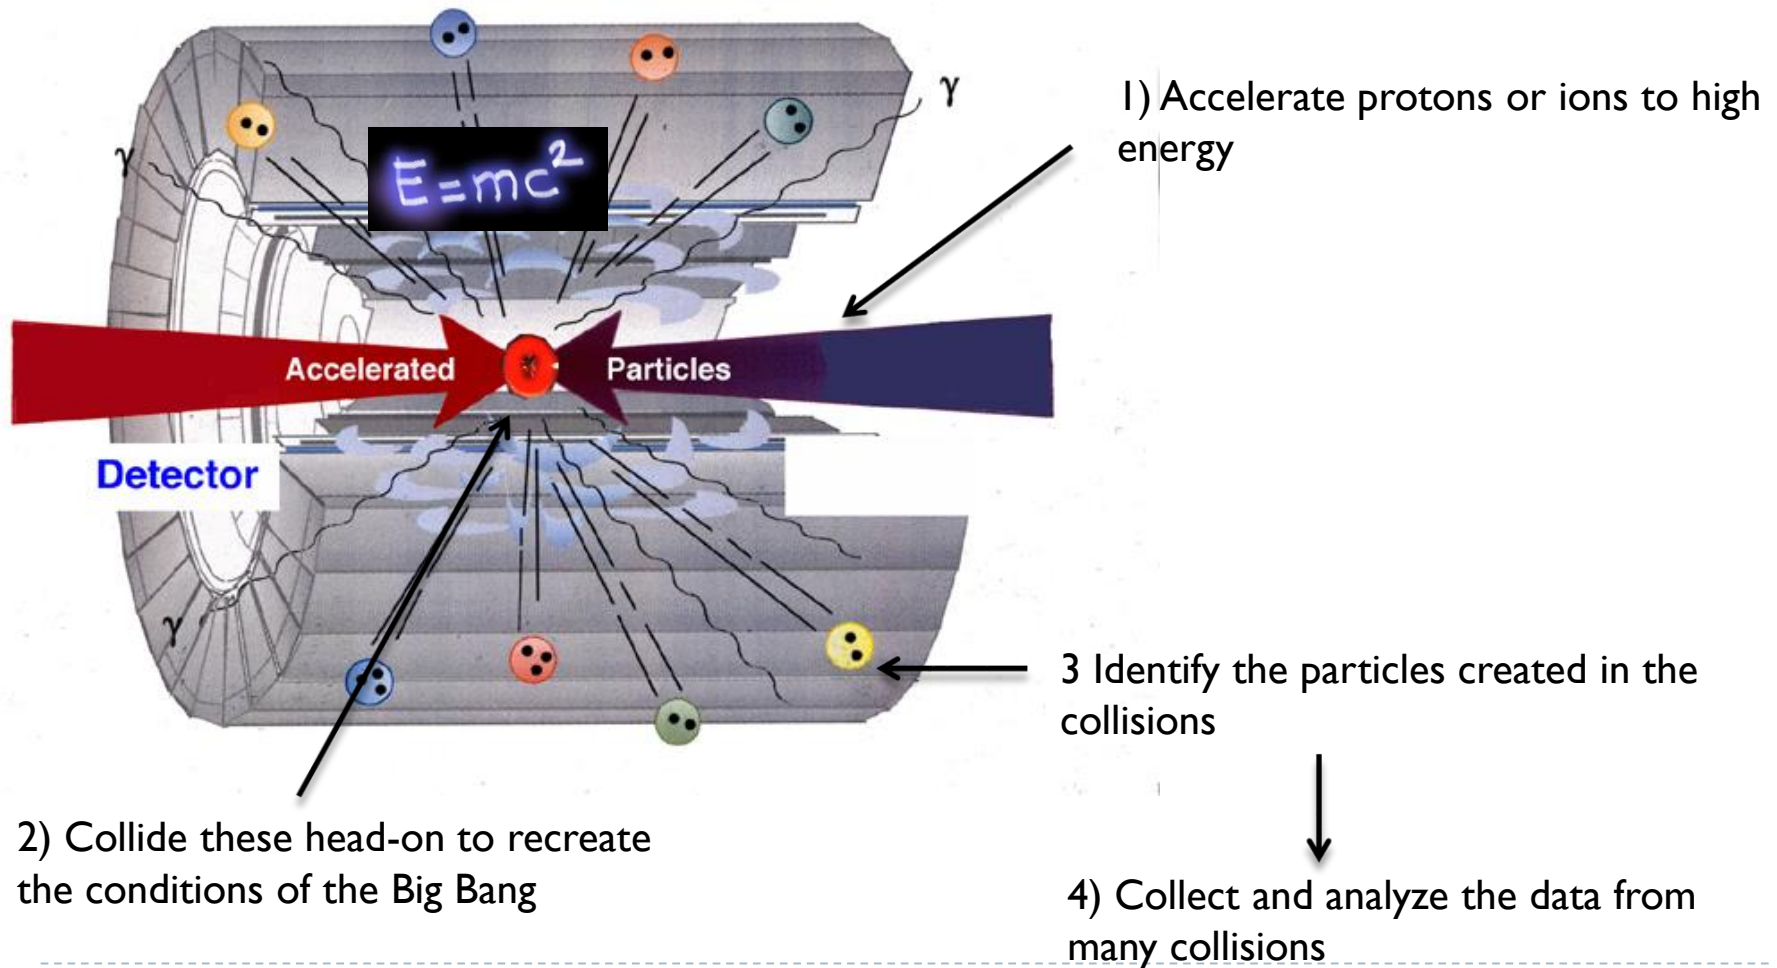 γ
1) Accelerate protons or ions to high
energy
γ
E=mc²
Accelerated
Particles
Detector
γ
3 Identify the particles created in the
collisions
2) Collide these head-on to recreate
the conditions of the Big Bang
4) Collect and analyze the data from
many collisions